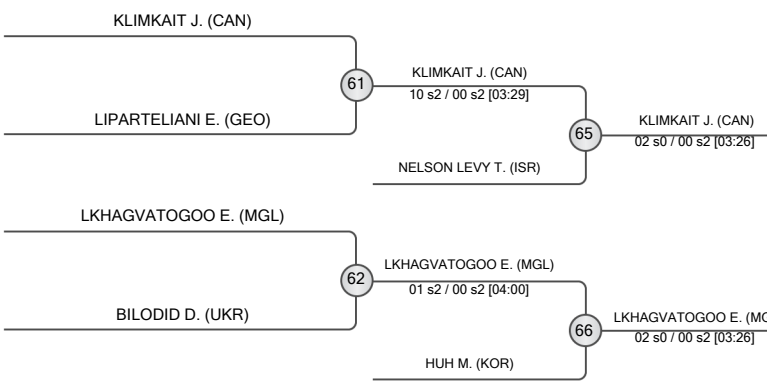 KLIMKAIT J. (CAN)
61
LIPARTELIANI E. (GEO)
KLIMKAIT J. (CAN)
10 s2 / 00 s2 [03:29]
65
NELSON LEVY T. (ISR)
KLIMKAIT J. (CAN)
02 s0 / 00 s2 [03:26]
LKHAGVATOGOO E. (MGL)
62
BILODID D. (UKR)
LKHAGVATOGOO E. (MGL)
01 s2 / 00 s2 [04:00]
66
HUH M. (KOR)
LKHAGVATOGOO E. (MG
02 s0 / 00 s2 [03:26]